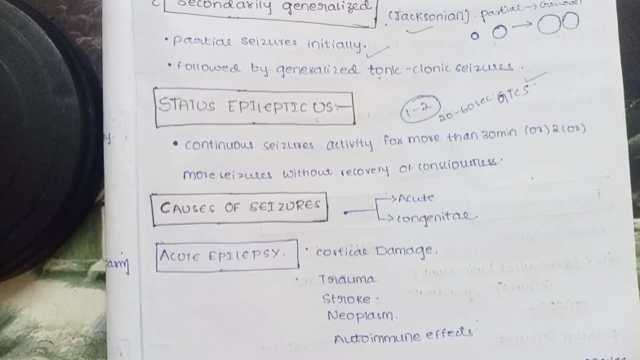 c) Secondarily generalized (Jacksonian) partial → General
• partial seizures initially.
• followed by generalized tonic-clonic seizures.
STATUS EPILEPTICUS:- 1-2 20-60sec GTCS
• continuous seizures activity for more than 30min (or) 2 (or)
more seizures without recovery of consciousness.
CAUSES OF SEIZURES → Acute
→ congenital
ACUTE EPILEPSY. • cortical Damage.
Trauma
Stroke.
Neoplasm.
Autoimmune effects